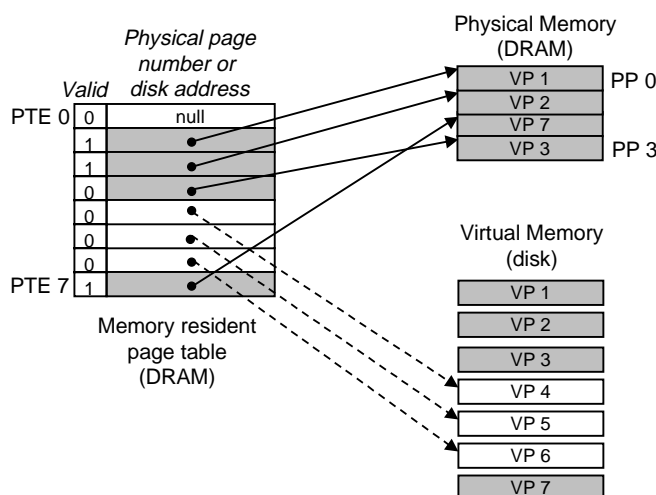 Physical page
number or
disk address
Valid
PTE 0
0
null
1
1
0
0
0
0
PTE 7
1
Memory resident
page table
(DRAM)
Physical Memory
(DRAM)
VP 1
PP 0
VP 2
VP 7
VP 3
PP 3
Virtual Memory
(disk)
VP 1
VP 2
VP 3
VP 4
VP 5
VP 6
VP 7